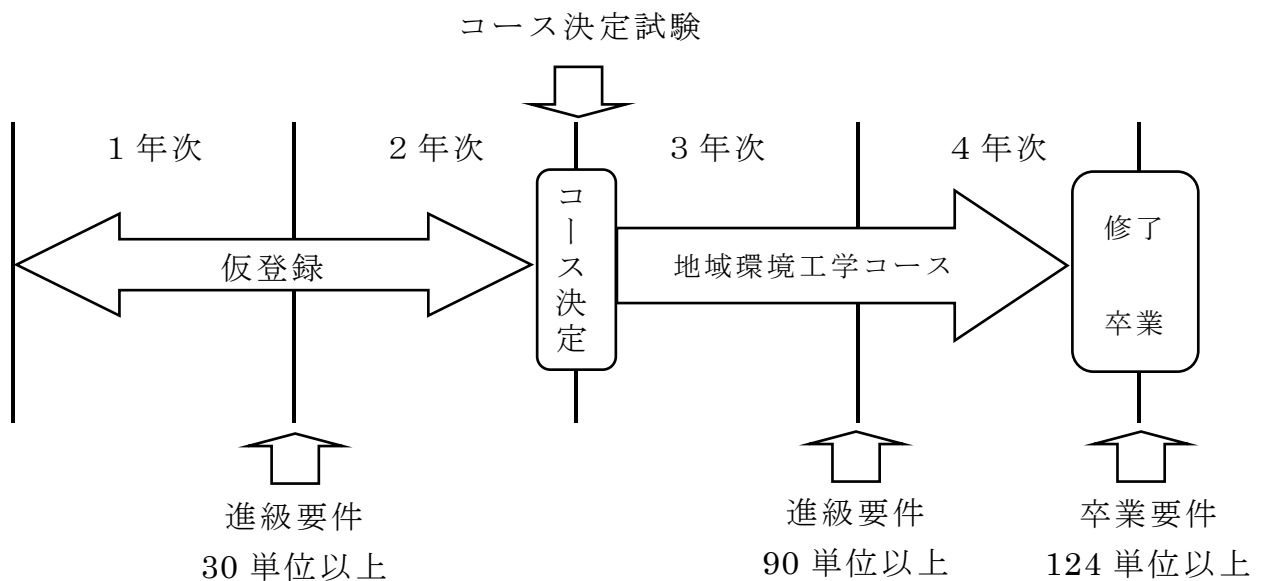 コース決定試験
1年次
2年次
3年次
4年次
仮登録
コース決定
地域環境工学コース
修了
卒業
進級要件
30単位以上
進級要件
90単位以上
卒業要件
124単位以上